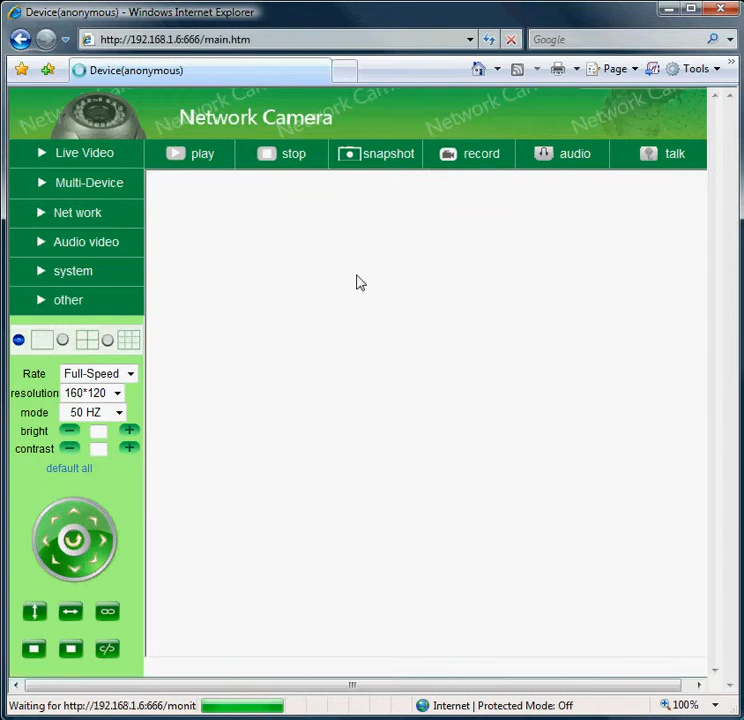 Device(anonymous) - Windows Internet Explorer
http://192.168.1.6:666/main.htm
Google
Device(anonymous)
Page
Tools
Network Camera
Live Video
play
stop
snapshot
record
audio
talk
Multi-Device
Net work
Audio video
system
other
Rate Full-Speed
resolution 160*120
mode 50 HZ
bright
contrast
default all
Waiting for http://192.168.1.6:666/monit
Internet | Protected Mode: Off
100%